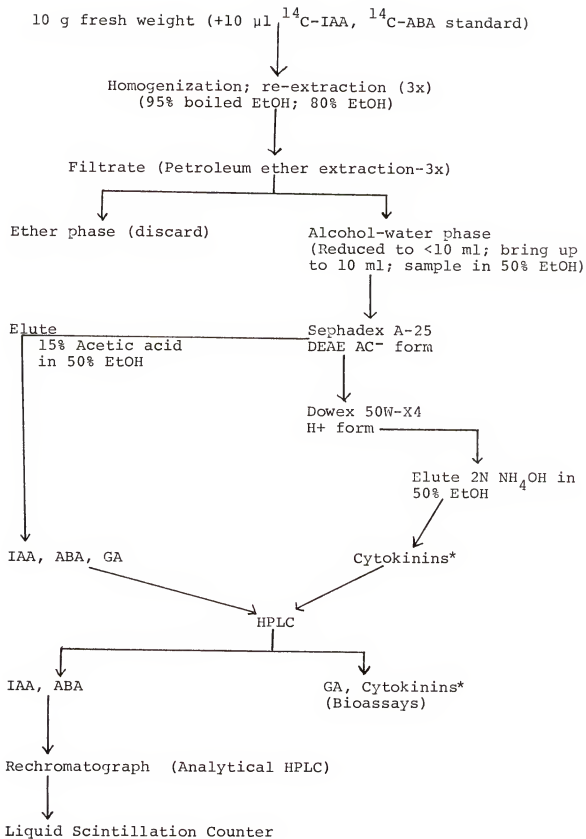 10 g fresh weight (+10 µl ¹⁴C-IAA, ¹⁴C-ABA standard)
Homogenization; re-extraction (3x)
(95% boiled EtOH; 80% EtOH)
Filtrate (Petroleum ether extraction-3x)
Ether phase (discard)
Alcohol-water phase
(Reduced to <10 ml; bring up
to 10 ml; sample in 50% EtOH)
Elute
15% Acetic acid
in 50% EtOH
Sephadex A-25
DEAE AC⁻ form
Dowex 50W-X4
H+ form
Elute 2N NH₄OH in
50% EtOH
IAA, ABA, GA
Cytokinins*
HPLC
IAA, ABA
GA, Cytokinins*
(Bioassays)
Rechromatograph (Analytical HPLC)
Liquid Scintillation Counter